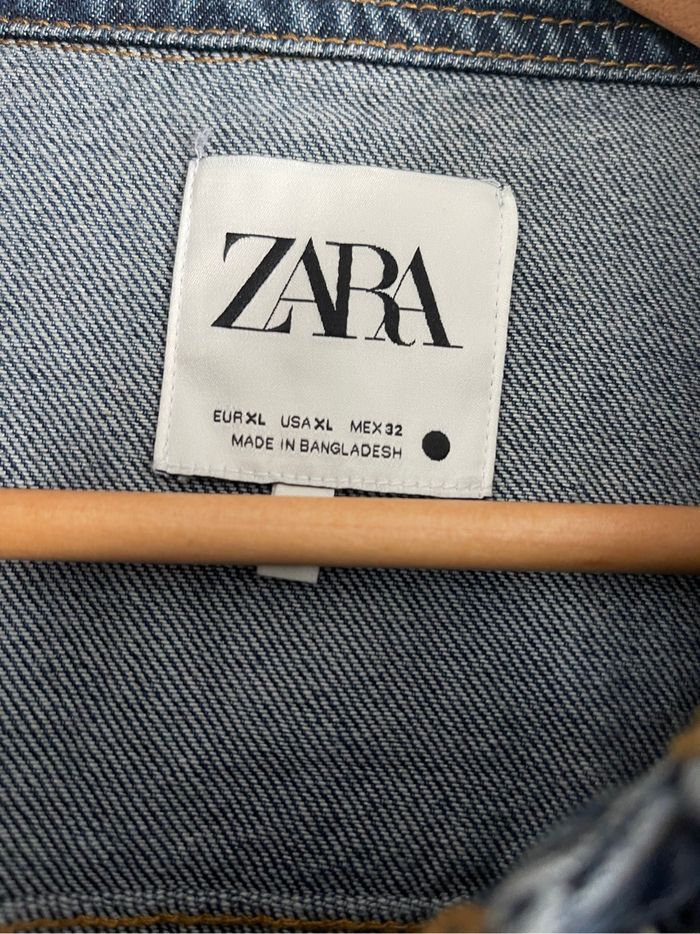 ZARA
EUR XL USA XL MEX 32
MADE IN BANGLADESH